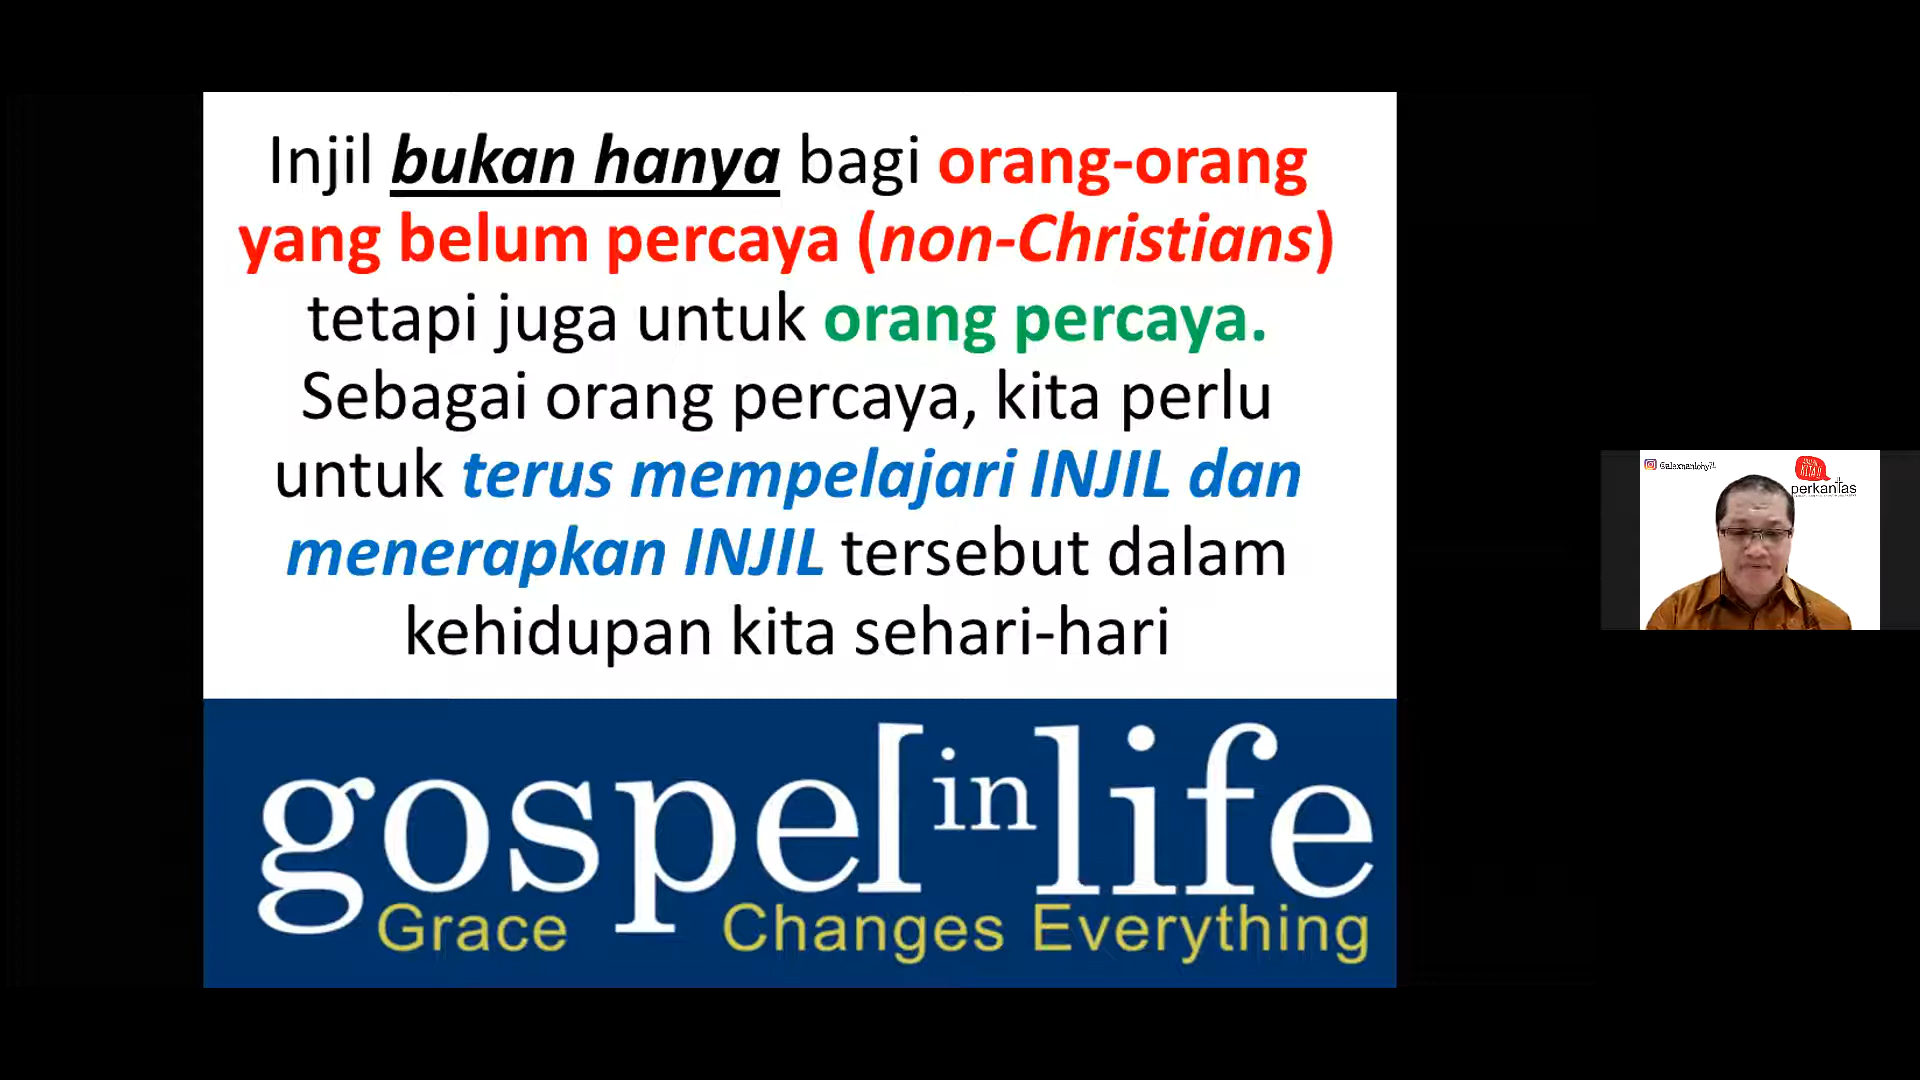 Injil bukan hanya bagi orang-orang
yang belum percaya (non-Christians)
tetapi juga untuk orang percaya.
Sebagai orang percaya, kita perlu
untuk terus mempelajari INJIL dan
menerapkan INJIL tersebut dalam
kehidupan kita sehari-hari
gospel in life
Grace Changes Everything
perkantas